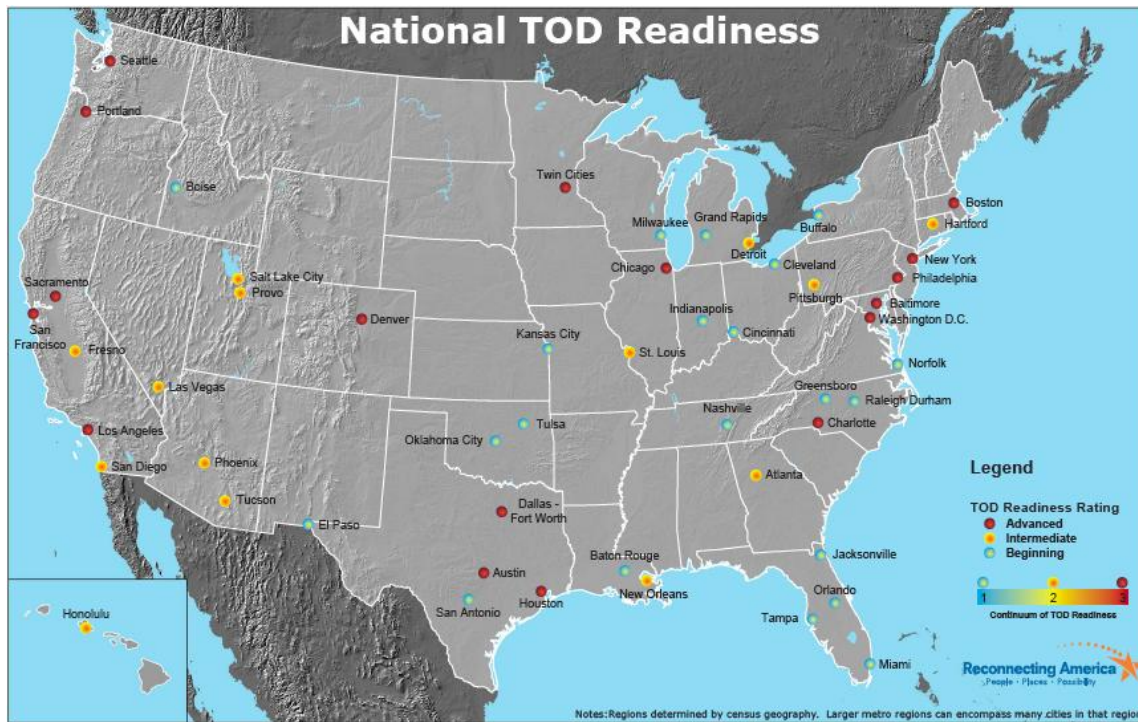 National TOD Readiness
Seattle
Portland
Boise
Twin Cities
Milwaukee
Grand Rapids
Detroit
Buffalo
Boston
Hartford
New York
Philadelphia
Cleveland
Chicago
Pittsburgh
Baltimore
Washington D.C.
Salt Lake City
Provo
Sacramento
San
Francisco
Fresno
Denver
Kansas City
Indianapolis
Cincinnati
St. Louis
Norfolk
Las Vegas
Greensboro
Raleigh Durham
Nashville
Charlotte
Tulsa
Oklahoma City
Los Angeles
San Diego
Phoenix
Tucson
Atlanta
El Paso
Dallas -
Fort Worth
Baton Rouge
New Orleans
Jacksonville
Austin
Houston
San Antonio
Orlando
Tampa
Miami
Honolulu
Legend
TOD Readiness Rating
Advanced
Intermediate
Beginning
1 2 3
Continuum of TOD Readiness
Reconnecting America
People · Places · Possibility
Notes:Regions determined by census geography. Larger metro regions can encompass many cities in that region